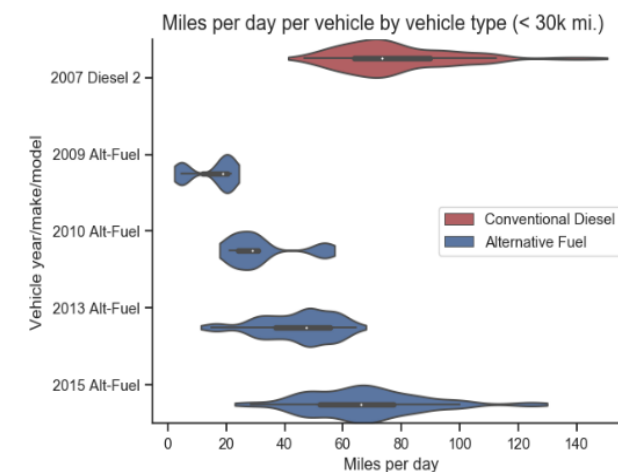 Miles per day per vehicle by vehicle type (< 30k mi.)
2007 Diesel 2
2009 Alt-Fuel
2010 Alt-Fuel
2013 Alt-Fuel
2015 Alt-Fuel
Vehicle year/make/model
Conventional Diesel
Alternative Fuel
0 20 40 60 80 100 120 140
Miles per day